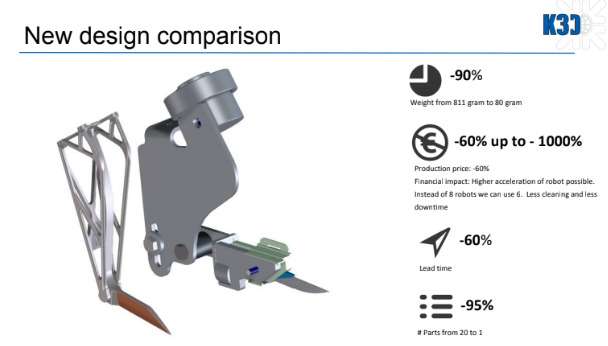 New design comparison
K3D
-90%
Weight from 811 gram to 80 gram
-60% up to - 1000%
Production price: -60%
Financial impact: Higher acceleration of robot possible.
Instead of 8 robots we can use 6. Less cleaning and less
downtime
-60%
Lead time
-95%
# Parts from 20 to 1